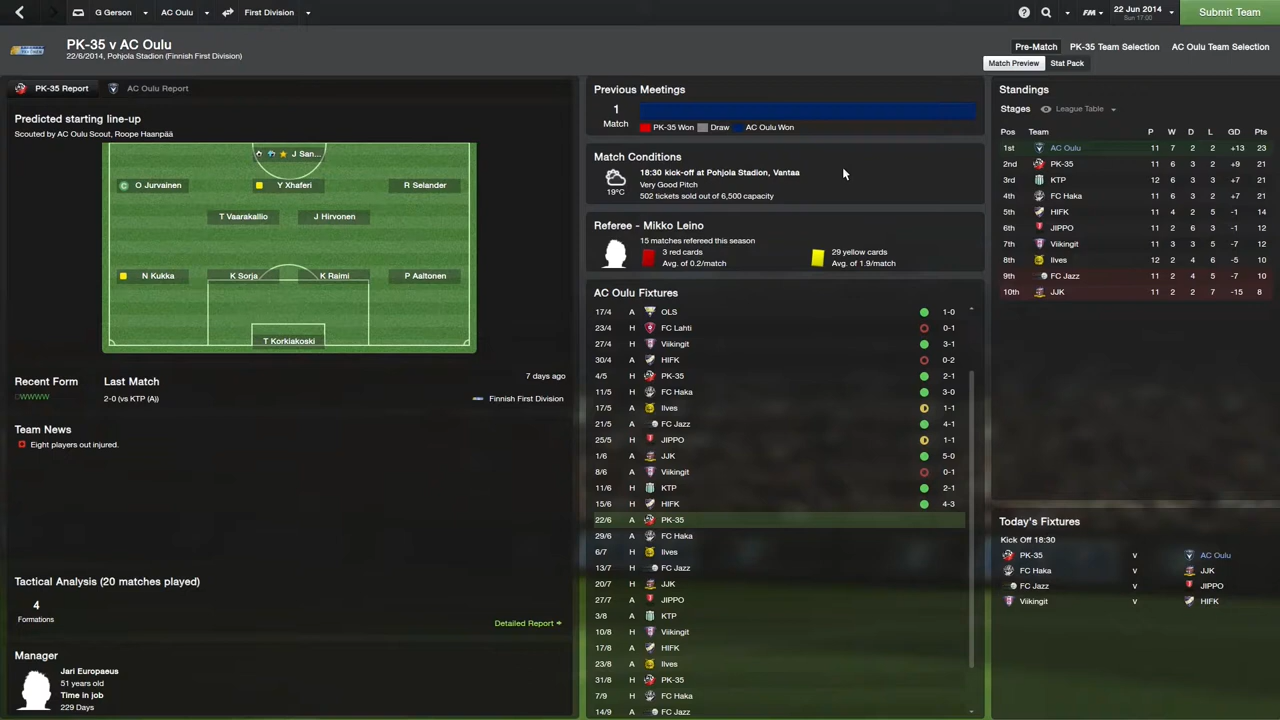 G Gerson AC Oulu First Division FM 22 Jun 2014 Sun 17:00 Submit Team
PK-35 v AC Oulu
22/6/2014, Pohjola Stadion (Finnish First Division)
Pre-Match PK-35 Team Selection AC Oulu Team Selection
Match Preview Stat Pack
PK-35 Report AC Oulu Report
Predicted starting line-up
Scouted by AC Oulu Scout, Roope Haanpää
J San...
C O Jurvainen Y Xhaferi R Selander
T Vaarakallio J Hirvonen
N Kukka K Sorja K Raimi P Aaltonen
T Korkiakoski
7 days ago
Recent Form Last Match
DWWWW 2-0 (vs KTP (A)) Finnish First Division
Team News
Eight players out injured.
Tactical Analysis (20 matches played)
4
Formations
Detailed Report
Manager
Jari Europaeus
51 years old
Time in job
229 Days
Previous Meetings
1
Match PK-35 Won Draw AC Oulu Won
Match Conditions
18:30 kick-off at Pohjola Stadion, Vantaa
19°C Very Good Pitch
502 tickets sold out of 6,500 capacity
Referee - Mikko Leino
15 matches refereed this season
3 red cards 29 yellow cards
Avg. of 0.2/match Avg. of 1.9/match
AC Oulu Fixtures
17/4 A OLS 1-0
23/4 H FC Lahti 0-1
27/4 H Viikingit 3-1
30/4 A HIFK 0-2
4/5 H PK-35 2-1
11/5 H FC Haka 3-0
17/5 A Ilves 1-1
21/5 A FC Jazz 4-1
25/5 H JIPPO 1-1
1/6 A JJK 5-0
8/6 A Viikingit 0-1
11/6 H KTP 2-1
15/6 H HIFK 4-3
22/6 A PK-35
29/6 A FC Haka
6/7 H Ilves
13/7 H FC Jazz
20/7 H JJK
27/7 A JIPPO
3/8 A KTP
10/8 H Viikingit
17/8 A HIFK
23/8 A Ilves
31/8 H PK-35
7/9 H FC Haka
14/9 A FC Jazz
Standings
Stages League Table
Pos Team P W D L GD Pts
1st AC Oulu 11 7 2 2 +13 23
2nd PK-35 11 6 3 2 +9 21
3rd KTP 12 6 3 3 +4 21
4th FC Haka 11 6 3 2 +7 21
5th HIFK 11 4 2 5 -1 14
6th JIPPO 11 2 6 3 -1 12
7th Viikingit 11 3 3 5 -7 12
8th Ilves 12 2 4 6 -5 10
9th FC Jazz 11 2 4 5 -7 10
10th JJK 11 2 2 7 -15 8
Today's Fixtures
Kick Off 18:30
PK-35 v AC Oulu
FC Haka v JJK
FC Jazz v JIPPO
Viikingit v HIFK